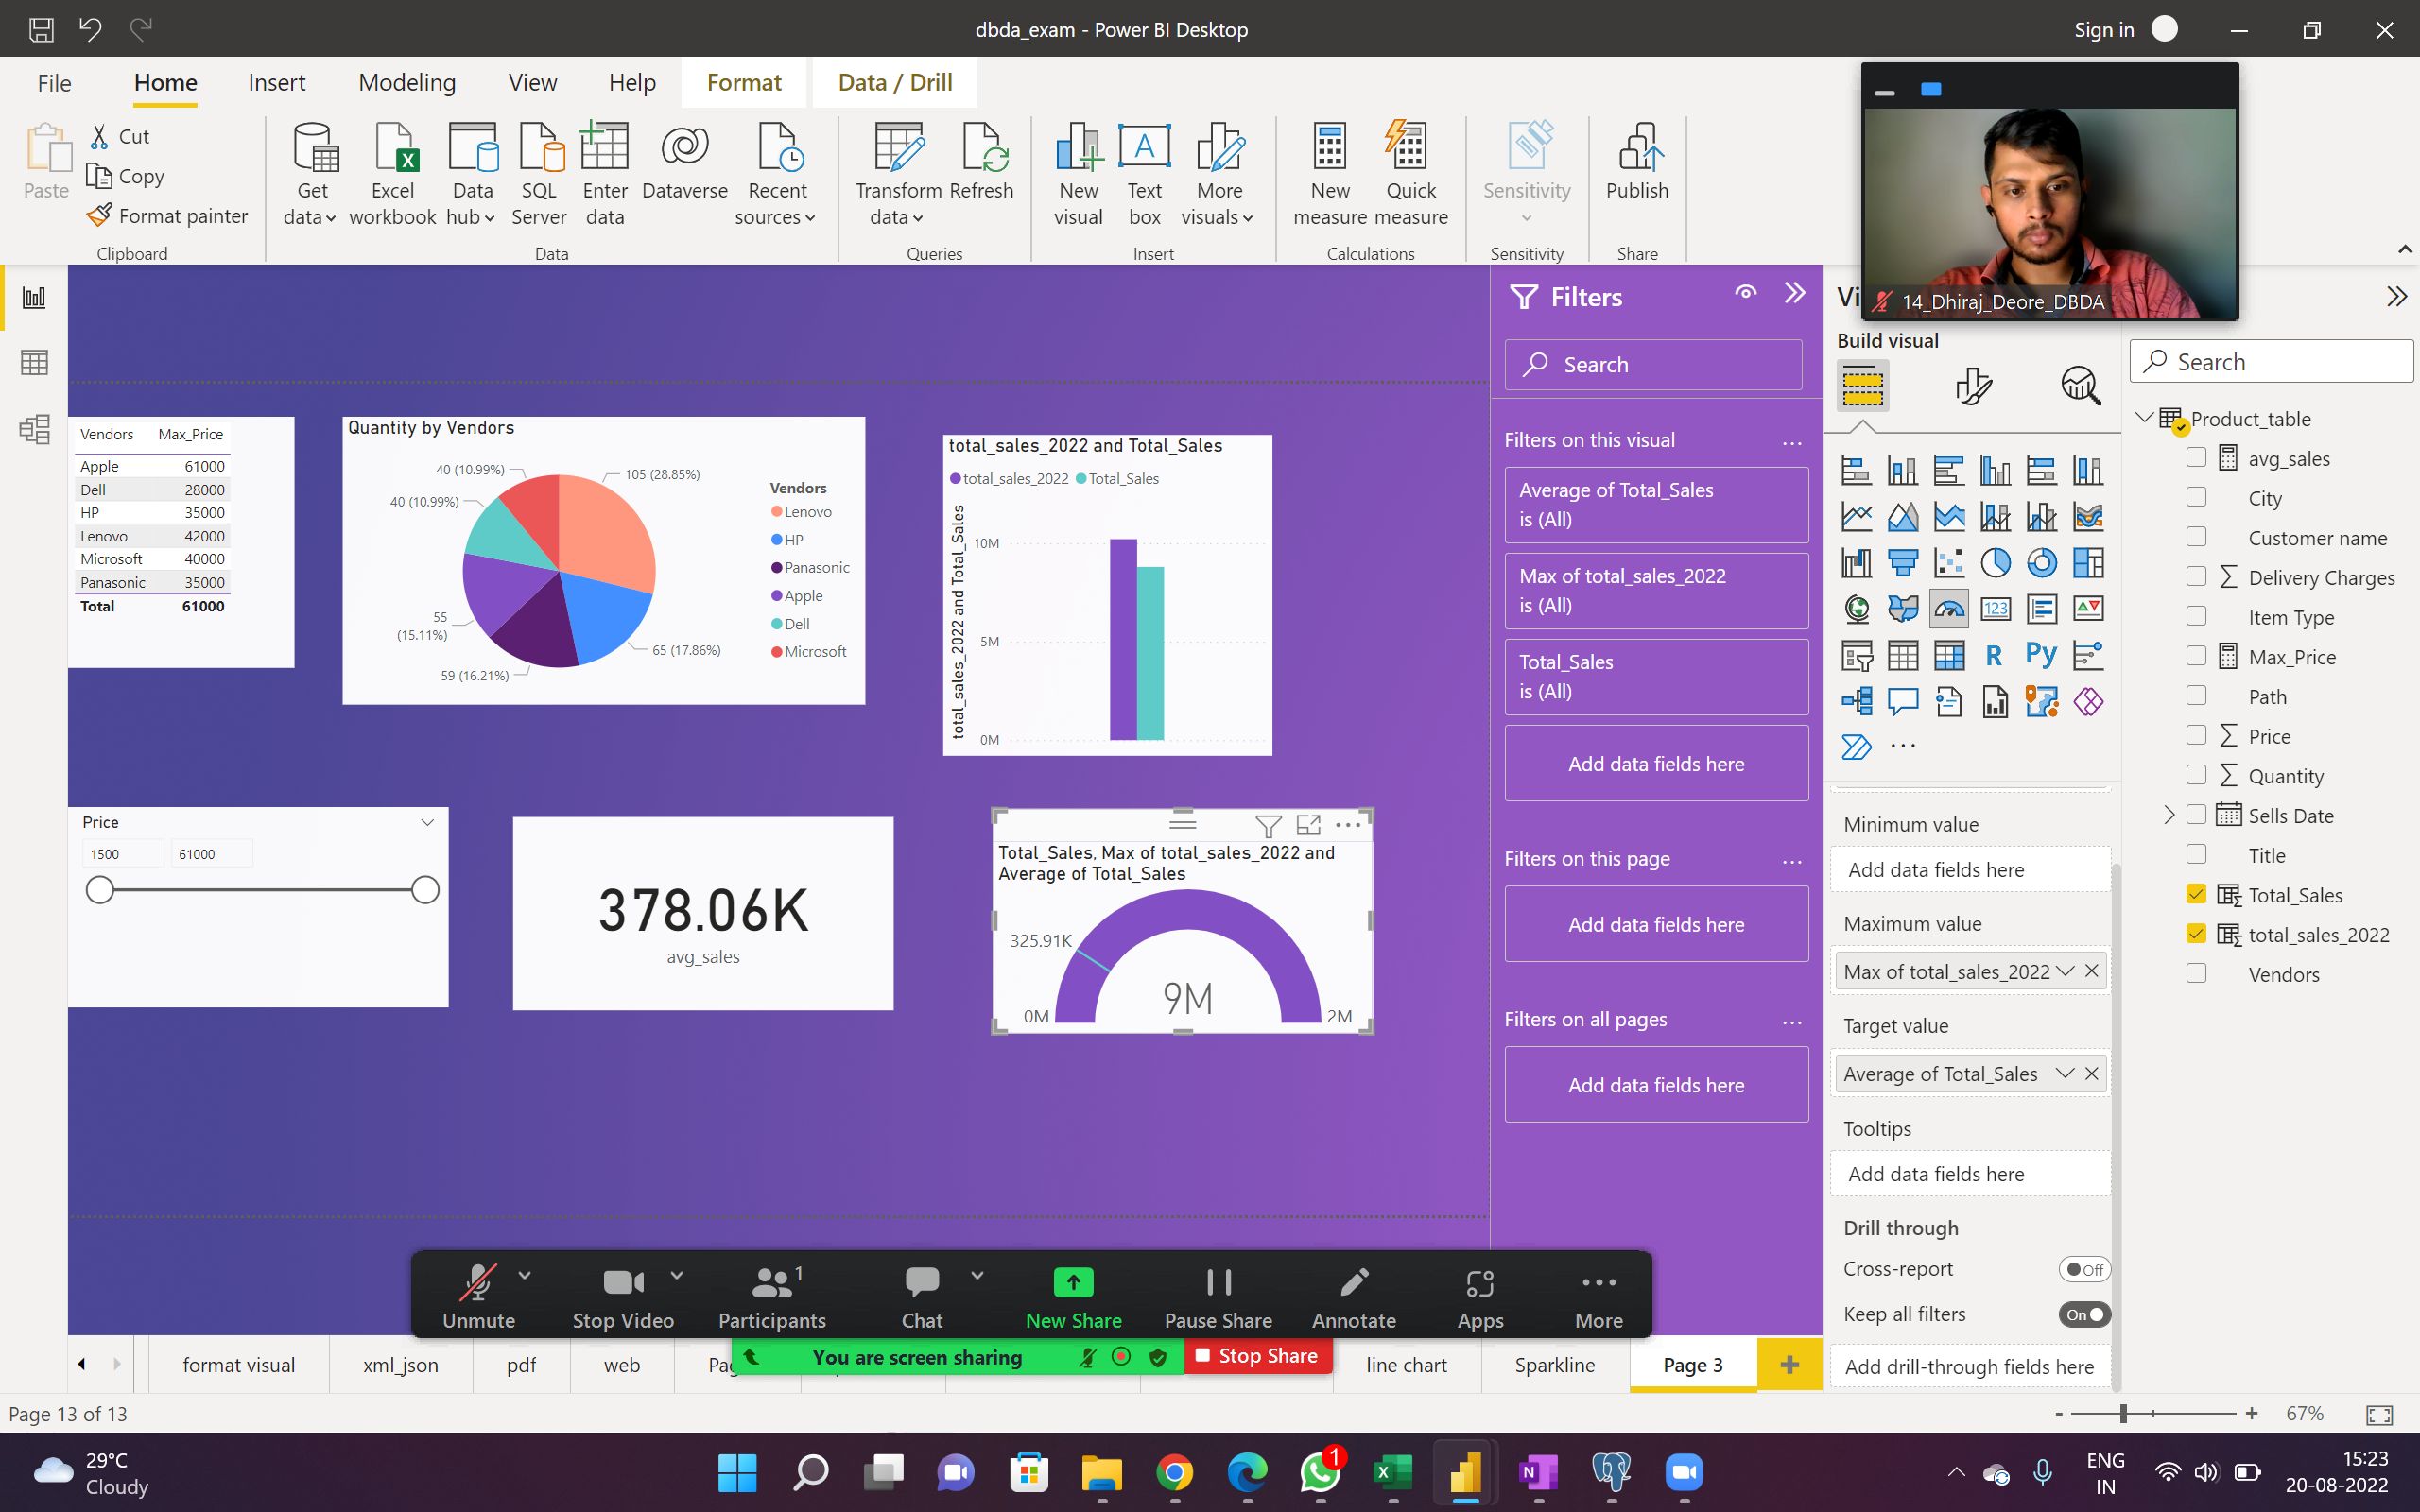 dbda_exam - Power BI Desktop
Sign in
File
Home
Insert
Modeling
View
Help
Format
Data / Drill
Paste
Cut
Copy
Format painter
Clipboard
Get data
Excel workbook
Data hub
SQL Server
Enter data
Dataverse
Recent sources
Data
Transform data
Refresh
Queries
New visual
Text box
More visuals
Insert
New measure
Quick measure
Calculations
Sensitivity
Sensitivity
Publish
Share
14_Dhiraj_Deore_DBDA
Vendors Max_Price
Apple 61000
Dell 28000
HP 35000
Lenovo 42000
Microsoft 40000
Panasonic 35000
Total 61000
Quantity by Vendors
40 (10.99%)
105 (28.85%)
40 (10.99%)
55
(15.11%)
59 (16.21%)
65 (17.86%)
Vendors
Lenovo
HP
Panasonic
Apple
Dell
Microsoft
total_sales_2022 and Total_Sales
total_sales_2022 Total_Sales
total_sales_2022 and Total_Sales
10M
5M
0M
Price
1500 61000
378.06K
avg_sales
Total_Sales, Max of total_sales_2022 and
Average of Total_Sales
325.91K
9M
0M
2M
Filters
Search
Filters on this visual
Average of Total_Sales
is (All)
Max of total_sales_2022
is (All)
Total_Sales
is (All)
Add data fields here
Filters on this page
Add data fields here
Filters on all pages
Add data fields here
Vi
Build visual
123
R
Py
Minimum value
Add data fields here
Maximum value
Max of total_sales_2022
Target value
Average of Total_Sales
Tooltips
Add data fields here
Drill through
Cross-report
Off
Keep all filters
On
Add drill-through fields here
Search
Product_table
avg_sales
City
Customer name
Delivery Charges
Item Type
Max_Price
Path
Price
Quantity
Sells Date
Title
Total_Sales
total_sales_2022
Vendors
Unmute
Stop Video
Participants
1
Chat
New Share
Pause Share
Annotate
Apps
More
You are screen sharing
Stop Share
format visual
xml_json
pdf
web
line chart
Sparkline
Page 3
Page 13 of 13
67%
29°C
Cloudy
1
ENG
IN
15:23
20-08-2022